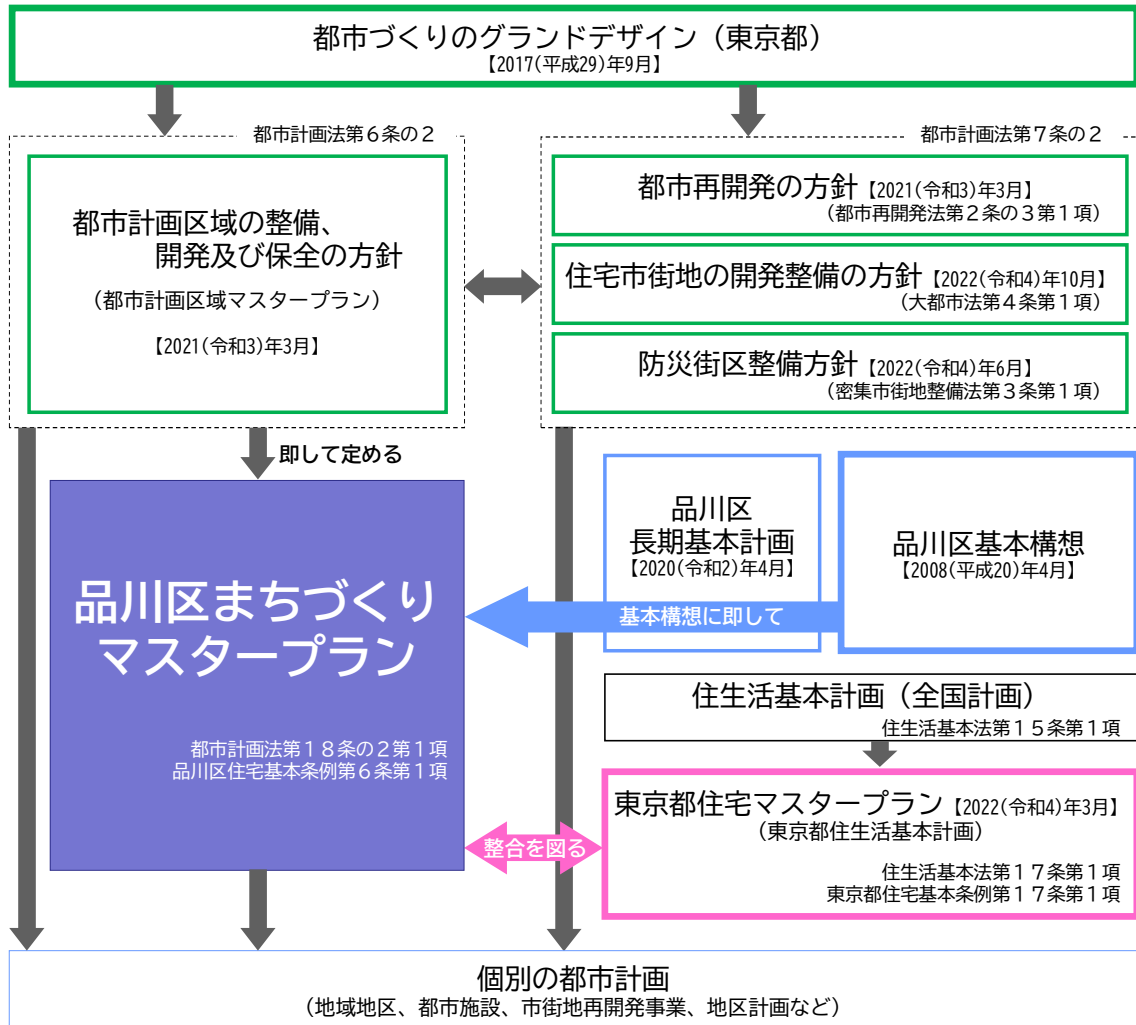 都市づくりのグランドデザイン（東京都）
【2017(平成29)年9月】
都市計画法第６条の２
都市計画区域の整備、
開発及び保全の方針
（都市計画区域マスタープラン）
【2021(令和3)年3月】
都市計画法第７条の２
都市再開発の方針【2021(令和3)年3月】
（都市再開発法第２条の３第１項）
住宅市街地の開発整備の方針【2022(令和4)年10月】
（大都市法第４条第１項）
防災街区整備方針【2022(令和4)年6月】
（密集市街地整備法第３条第１項）
即して定める
品川区まちづくり
マスタープラン
都市計画法第１８条の２第１項
品川区住宅基本条例第６条第１項
品川区
長期基本計画
【2020(令和2)年4月】
品川区基本構想
【2008(平成20)年4月】
基本構想に即して
住生活基本計画（全国計画）
住生活基本法第１５条第１項
東京都住宅マスタープラン【2022(令和4)年3月】
（東京都住生活基本計画）
住生活基本法第１７条第１項
東京都住宅基本条例第１７条第１項
整合を図る
個別の都市計画
（地域地区、都市施設、市街地再開発事業、地区計画など）